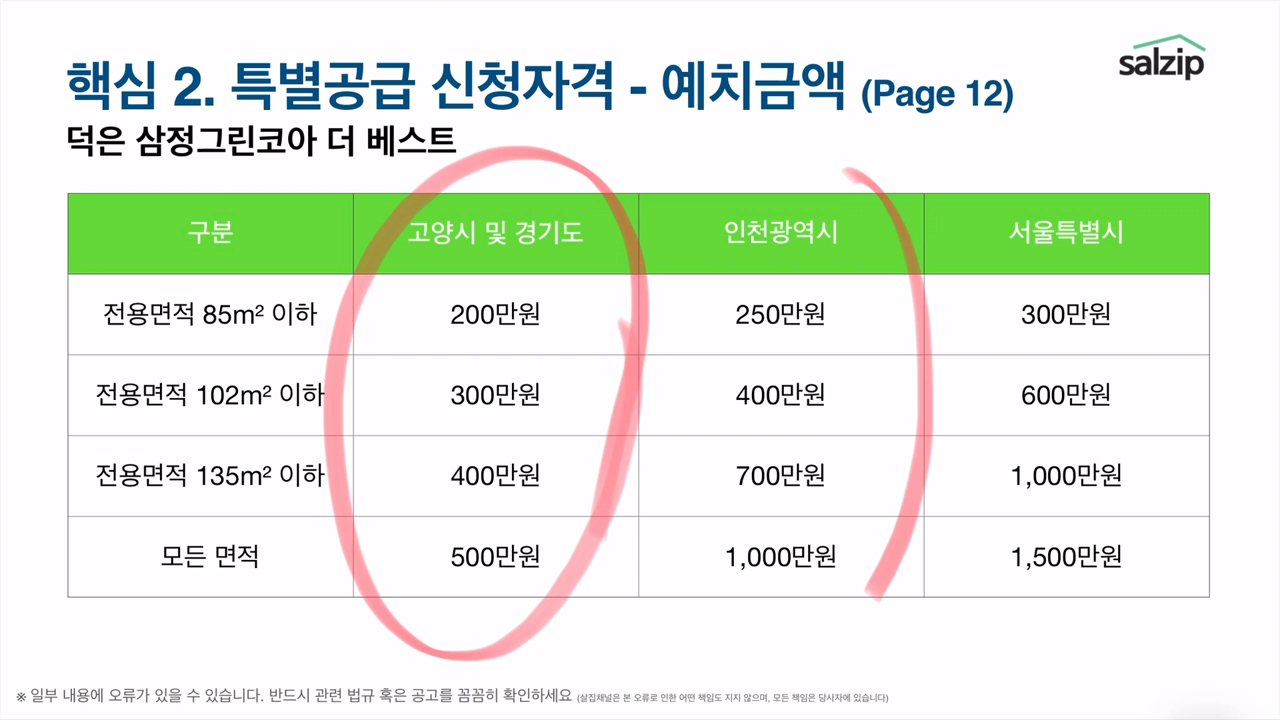 salzip
핵심 2. 특별공급 신청자격 - 예치금액 (Page 12)
덕은 삼정그린코아 더 베스트
구분 고양시 및 경기도 인천광역시 서울특별시
전용면적 85m² 이하 200만원 250만원 300만원
전용면적 102m² 이하 300만원 400만원 600만원
전용면적 135m² 이하 400만원 700만원 1,000만원
모든 면적 500만원 1,000만원 1,500만원
※ 일부 내용에 오류가 있을 수 있습니다. 반드시 관련 법규 혹은 공고를 꼼꼼히 확인하세요 (살집채널은 본 오류로 인한 어떤 책임도 지지 않으며, 모든 책임은 당사자에 있습니다)